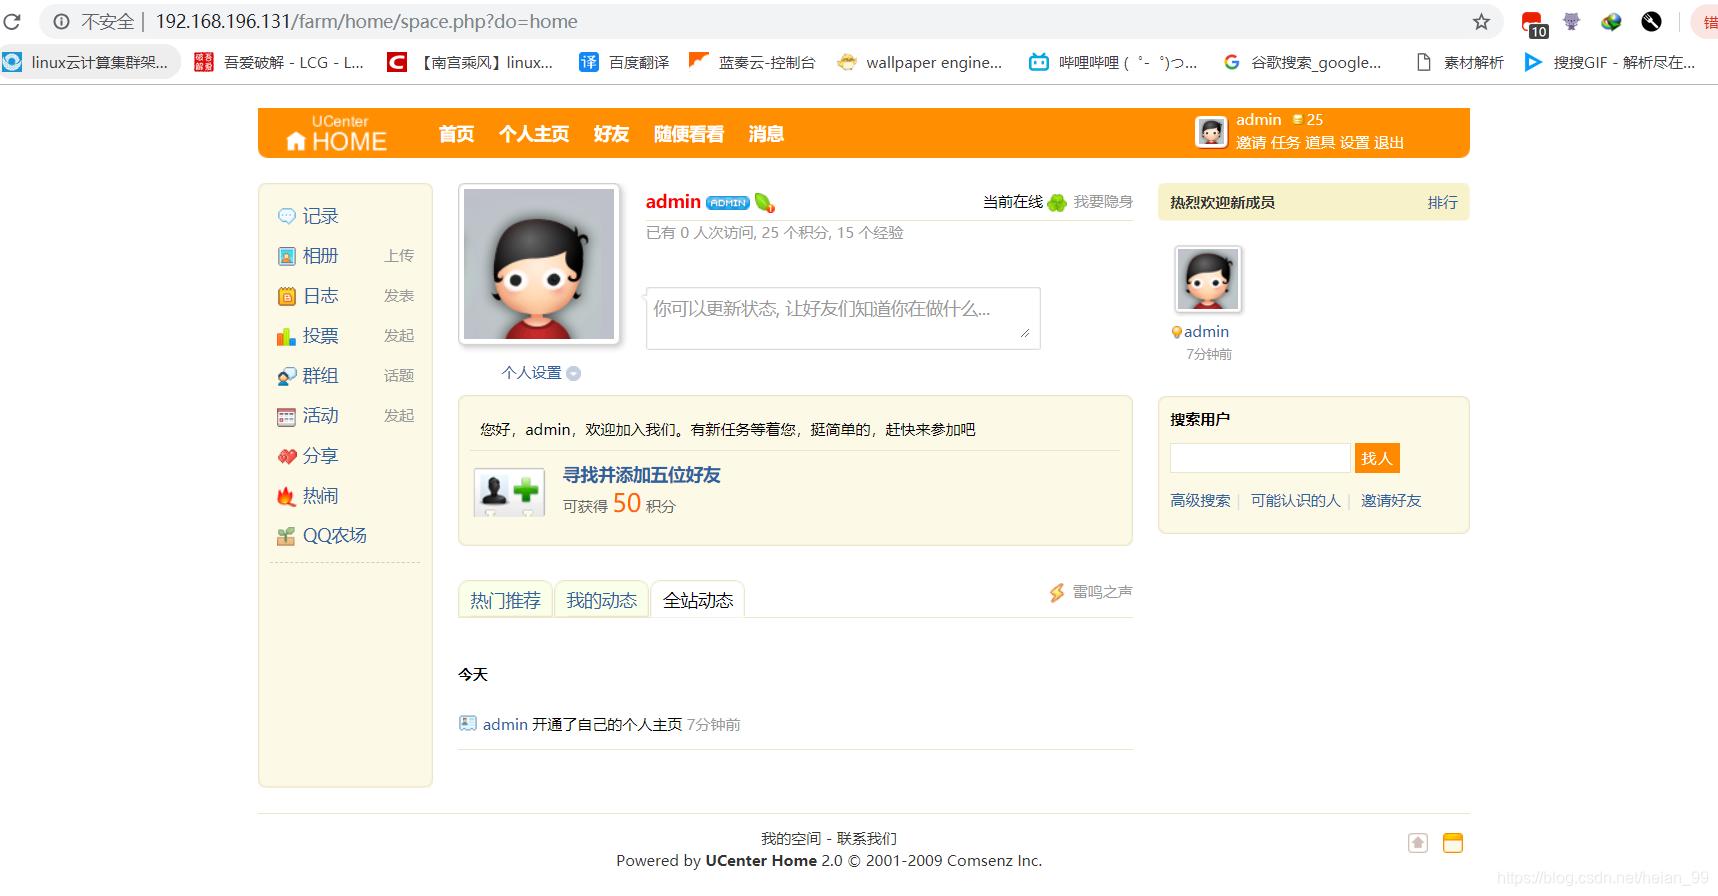 不安全 | 192.168.196.131/farm/home/space.php?do=home
10
错
linux云计算集群架... 吾爱破解 - LCG - L... 【南宫乘风】linux... 百度翻译 蓝奏云-控制台 wallpaper engine... 哔哩哔哩 ( ゜- ゜)つ... 谷歌搜索_google... 素材解析 搜搜GIF - 解析尽在...
UCenter HOME
首页 个人主页 好友 随便看看 消息
admin 25
邀请 任务 道具 设置 退出
记录
相册 上传
日志 发表
投票 发起
群组 话题
活动 发起
分享
热闹
QQ农场
admin ADMIN
当前在线 我要隐身
已有 0 人次访问, 25 个积分, 15 个经验
你可以更新状态, 让好友们知道你在做什么...
个人设置
您好，admin，欢迎加入我们。有新任务等着您，挺简单的，赶快来参加吧
寻找并添加五位好友
可获得 50 积分
热门推荐 我的动态 全站动态
雷鸣之声
今天
admin 开通了自己的个人主页 7分钟前
热烈欢迎新成员 排行
admin
7分钟前
搜索用户
找人
高级搜索 | 可能认识的人 | 邀请好友
我的空间 - 联系我们
Powered by UCenter Home 2.0 © 2001-2009 Comsenz Inc.
https://blog.csdn.net/heian_99